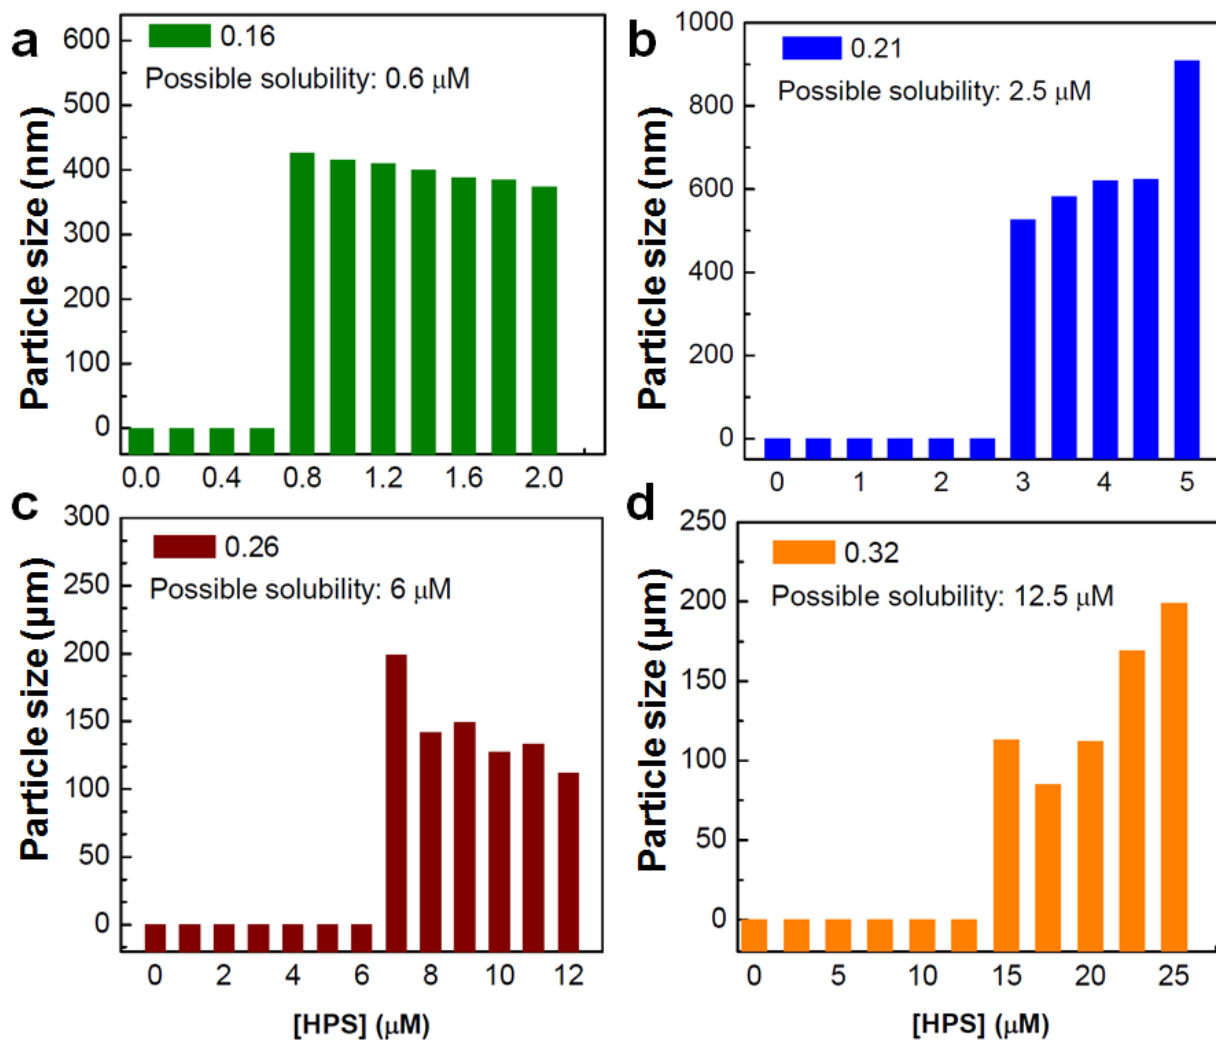 a
0.16
Possible solubility: 0.6 μM
Particle size (nm)
600
500
400
300
200
100
0
0.0 0.4 0.8 1.2 1.6 2.0
b
0.21
Possible solubility: 2.5 μM
Particle size (nm)
1000
800
600
400
200
0
0 1 2 3 4 5
c
0.26
Possible solubility: 6 μM
Particle size (μm)
300
250
200
150
100
50
0
0 2 4 6 8 10 12
[HPS] (μM)
d
0.32
Possible solubility: 12.5 μM
Particle size (μm)
250
200
150
100
50
0
0 5 10 15 20 25
[HPS] (μM)